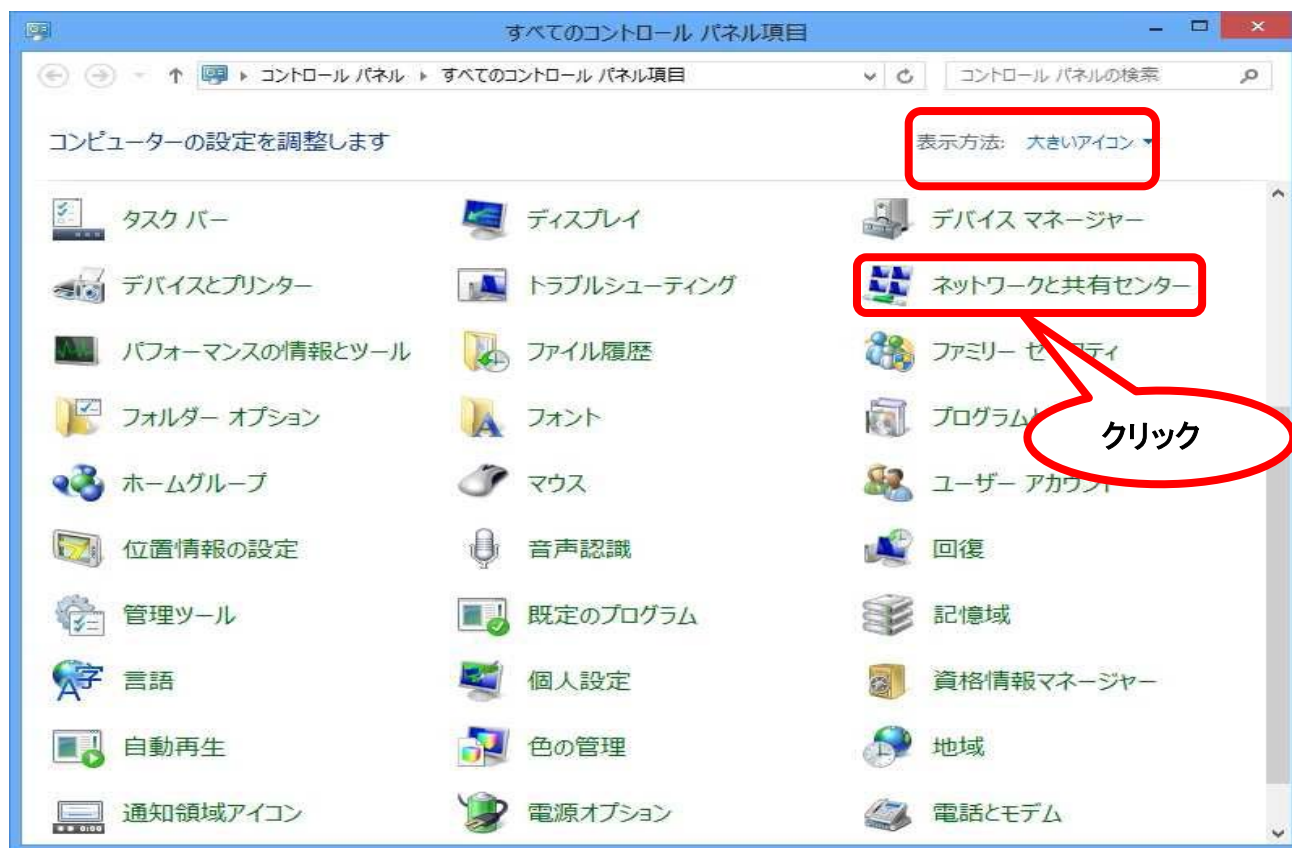 すべてのコントロール パネル項目
コントロール パネル すべてのコントロール パネル項目 コントロール パネルの検索
コンピューターの設定を調整します 表示方法: 大きいアイコン
タスク バー ディスプレイ デバイス マネージャー
デバイスとプリンター トラブルシューティング ネットワークと共有センター
パフォーマンスの情報とツール ファイル履歴 ファミリー セ ティ
フォルダー オプション フォント プログラム
クリック
ホームグループ マウス ユーザー アカウント
位置情報の設定 音声認識 回復
管理ツール 既定のプログラム 記憶域
言語 個人設定 資格情報マネージャー
自動再生 色の管理 地域
通知領域アイコン 電源オプション 電話とモデム